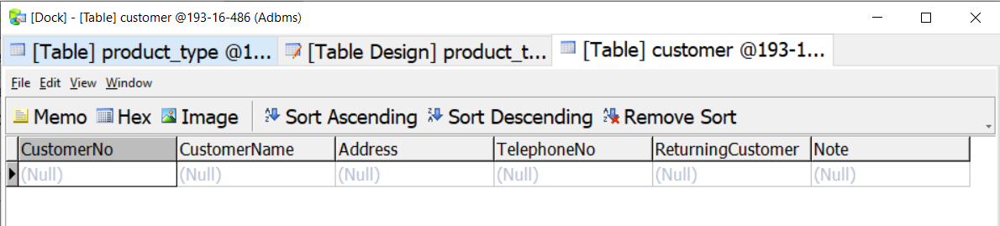 [Dock] - [Table] customer @193-16-486 (Adbms)
[Table] product_type @1... [Table Design] product_t... [Table] customer @193-1...
File Edit View Window
Memo Hex Image Sort Ascending Sort Descending Remove Sort
CustomerNo CustomerName Address TelephoneNo ReturningCustomer Note
(Null) (Null) (Null) (Null) (Null) (Null)